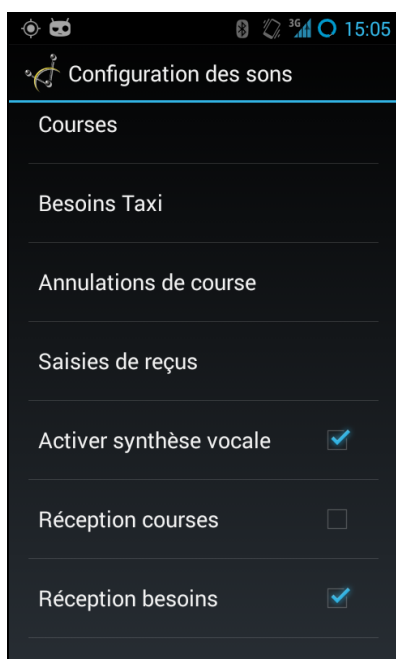 3G 15:05
Configuration des sons
Courses
Besoins Taxi
Annulations de course
Saisies de reçus
Activer synthèse vocale
Réception courses
Réception besoins